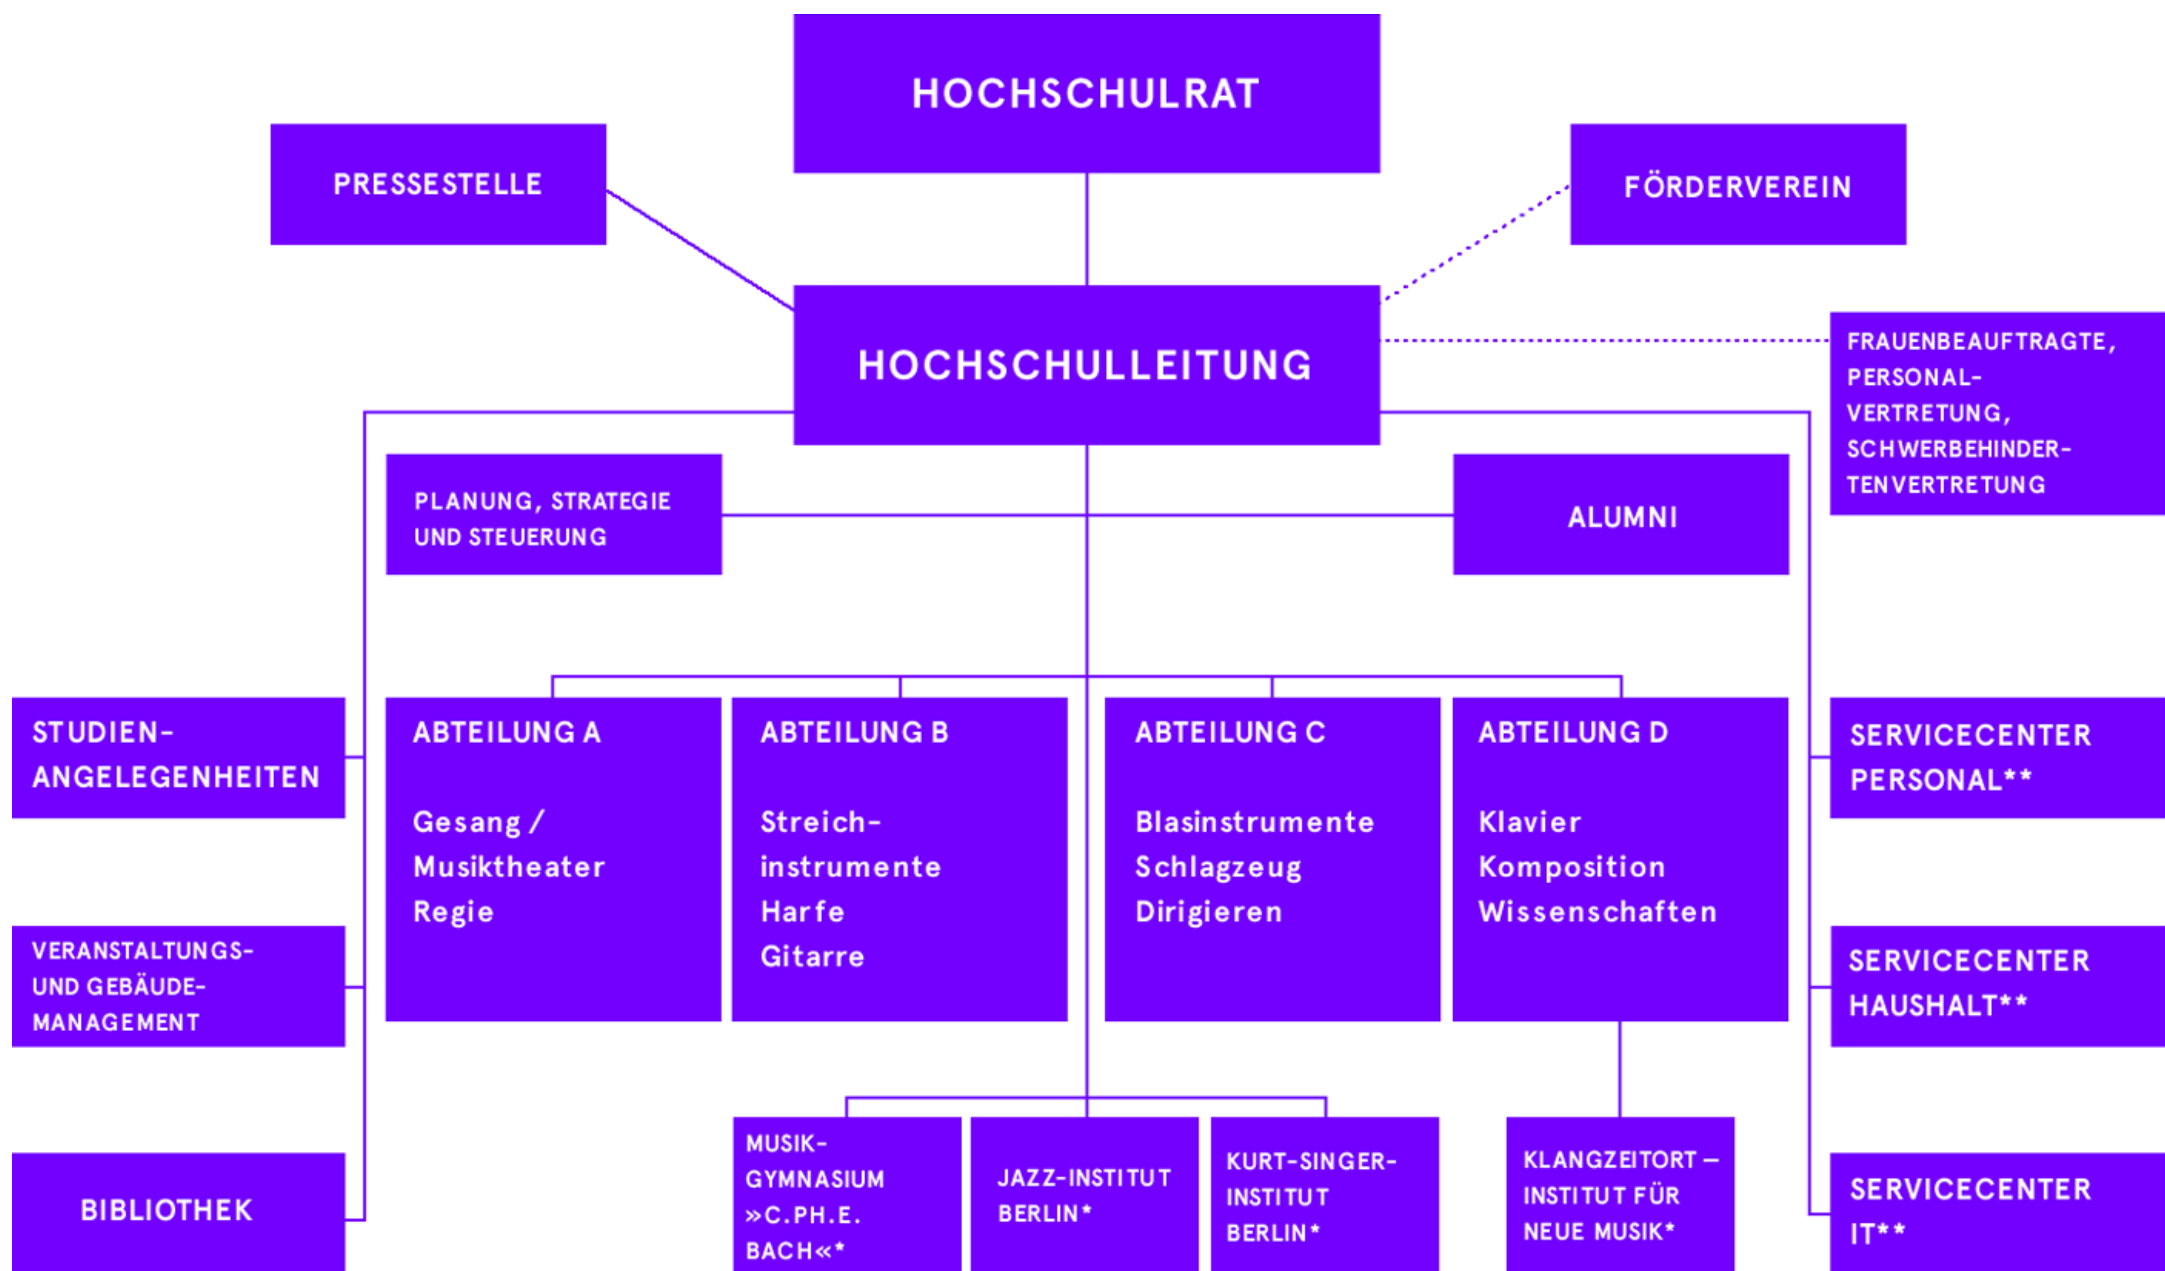 HOCHSCHULRAT
PRESSESTELLE
FÖRDERVEREIN
HOCHSCHULLEITUNG
FRAUENBEAUFTRAGTE,
PERSONAL-
VERTRETUNG,
SCHWERBEHINDER-
TENVERTRETUNG
PLANUNG, STRATEGIE
UND STEUERUNG
ALUMNI
STUDIEN-
ANGELEGENHEITEN
ABTEILUNG A
Gesang /
Musiktheater
Regie
ABTEILUNG B
Streich-
instrumente
Harfe
Gitarre
ABTEILUNG C
Blasinstrumente
Schlagzeug
Dirigieren
ABTEILUNG D
Klavier
Komposition
Wissenschaften
SERVICECENTER
PERSONAL**
VERANSTALTUNGS-
UND GEBÄUDE-
MANAGEMENT
SERVICECENTER
HAUSHALT**
BIBLIOTHEK
MUSIK-
GYMNASIUM
»C.PH.E.
BACH«*
JAZZ-INSTITUT
BERLIN*
KURT-SINGER-
INSTITUT
BERLIN*
KLANGZEITORT —
INSTITUT FÜR
NEUE MUSIK*
SERVICECENTER
IT**